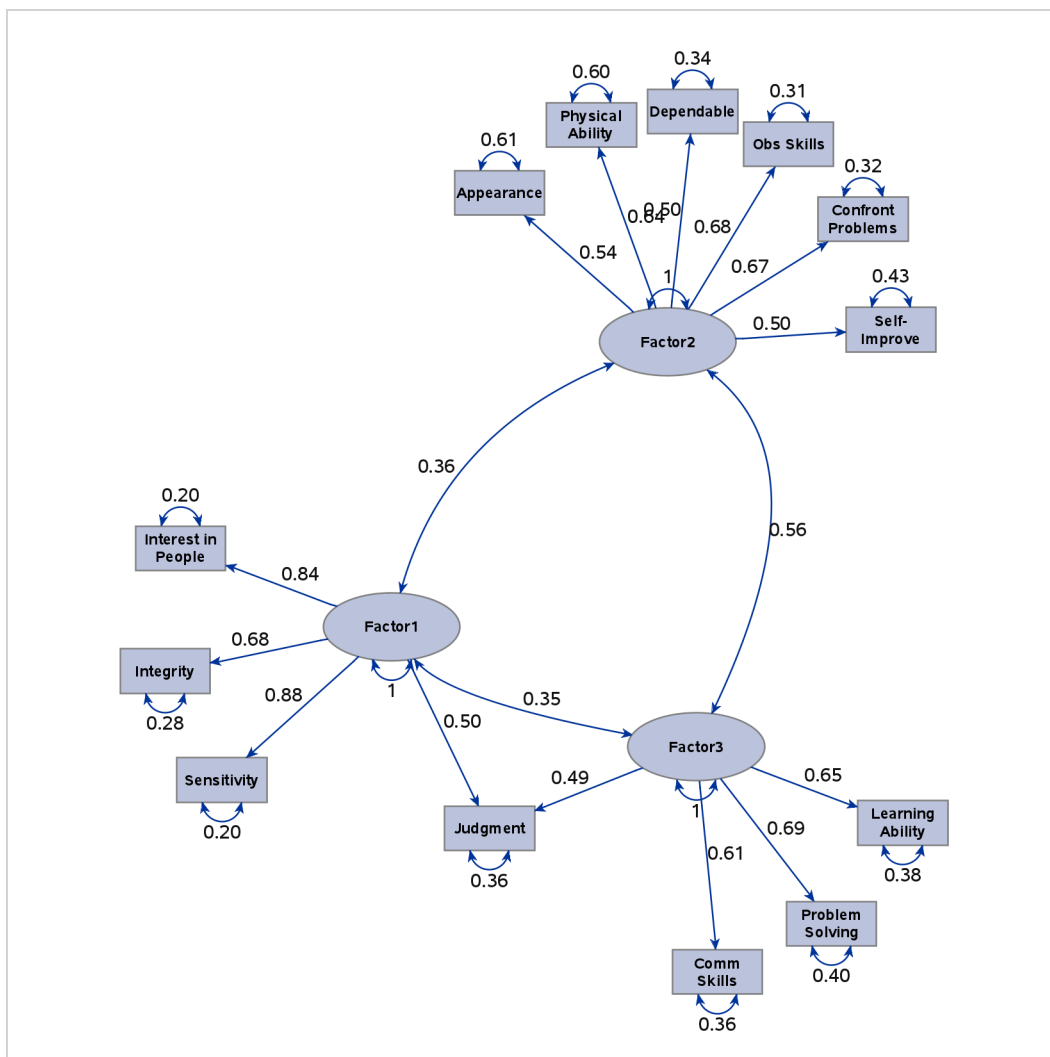 0.34
0.60
Dependable
0.31
Physical
Ability
Obs Skills
0.61
Appearance
0.32
Confront
Problems
0.64
0.50
0.68
0.54
0.67
1
0.43
Self-
Improve
0.50
Factor2
0.36
0.56
0.20
Interest in
People
0.84
Factor1
0.68
Integrity
0.28
0.88
1
0.35
0.50
Factor3
Sensitivity
0.20
0.49
0.65
1
Judgment
0.36
0.69
Learning
Ability
0.38
0.61
Problem
Solving
0.40
Comm
Skills
0.36